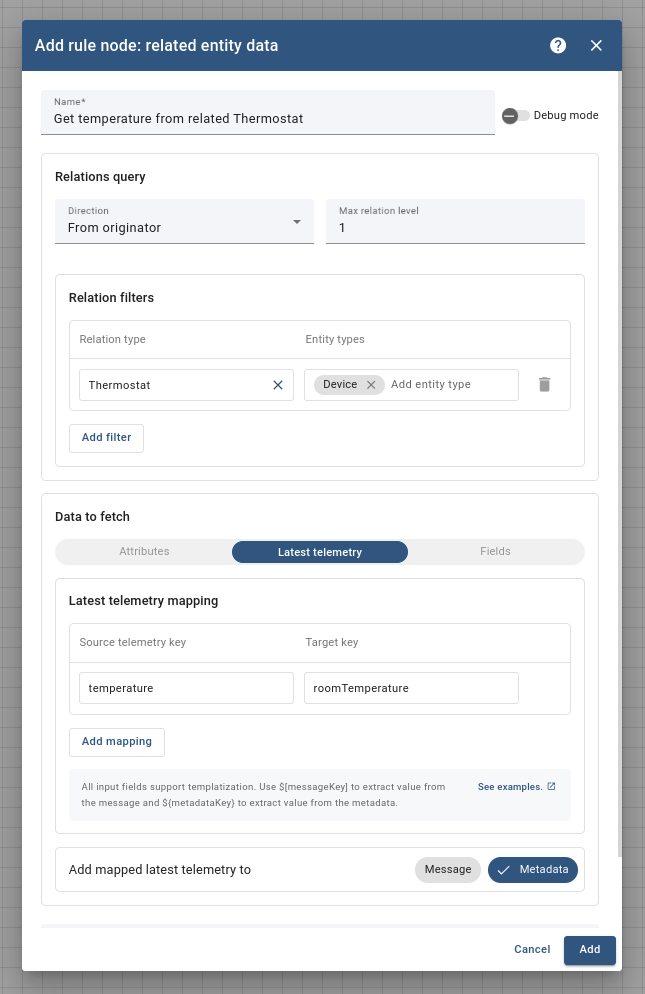 Add rule node: related entity data
Name*
Get temperature from related Thermostat
Debug mode
Relations query
Direction
From originator
Max relation level
1
Relation filters
Relation type
Entity types
Thermostat
Device
Add entity type
Add filter
Data to fetch
Attributes
Latest telemetry
Fields
Latest telemetry mapping
Source telemetry key
Target key
temperature
roomTemperature
Add mapping
All input fields support templatization. Use $[messageKey] to extract value from
the message and ${metadataKey} to extract value from the metadata.
See examples.
Add mapped latest telemetry to
Message
Metadata
Cancel
Add